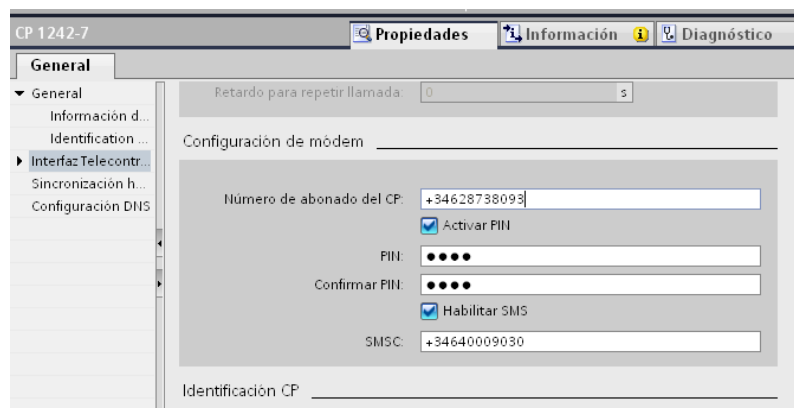 CP 1242-7
Propiedades
Información
Diagnóstico
General
General
Información d...
Identification ...
Interfaz Telecontr...
Sincronización h...
Configuración DNS
Retardo para repetir llamada: 0 s
Configuración de módem
Número de abonado del CP: +34628738093
Activar PIN
PIN: ●●●●
Confirmar PIN: ●●●●
Habilitar SMS
SMSC: +34640009030
Identificación CP